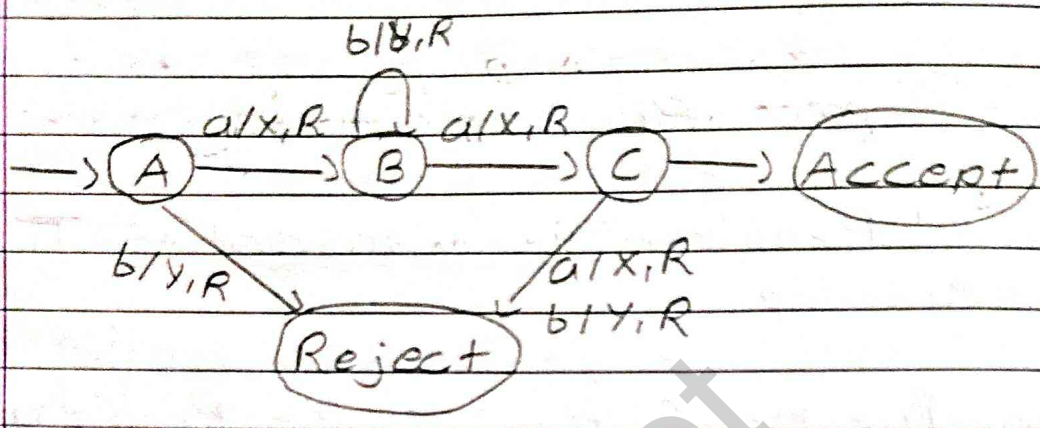 b/y,R
a/x,R a/x,R
A B C Accept
b/y,R a/x,R
b/y,R
Reject